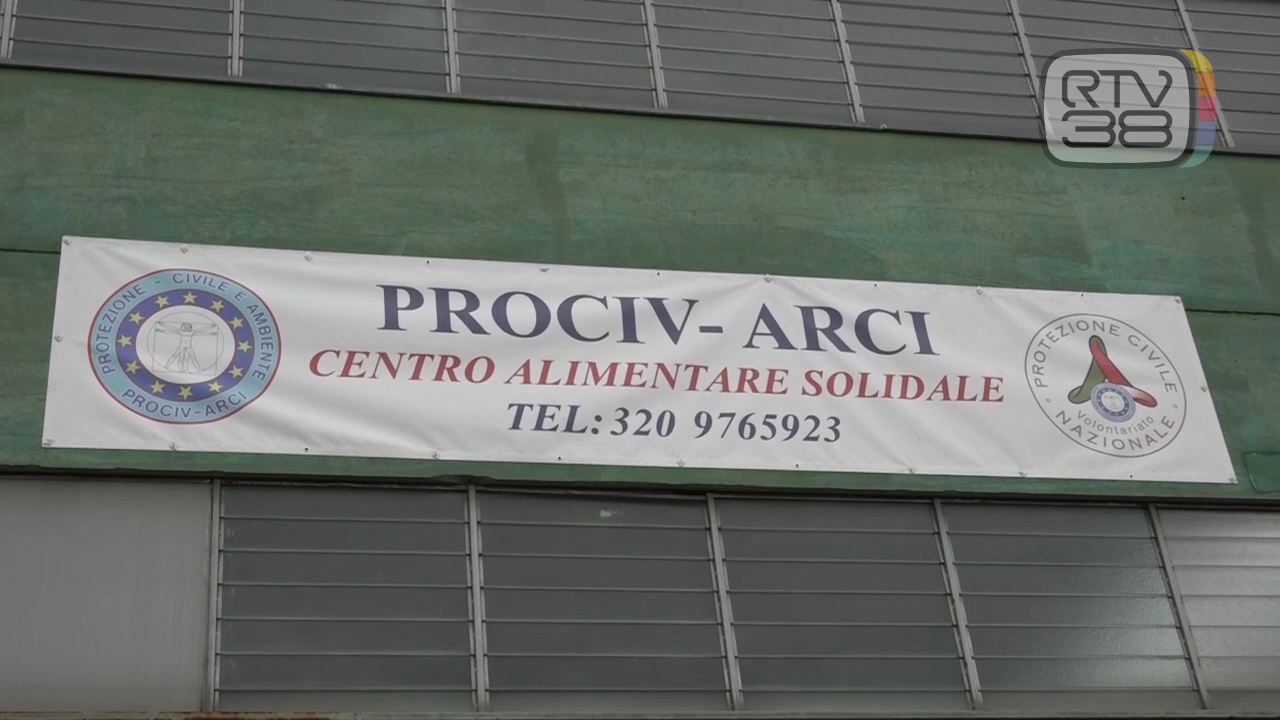 RTV
38
PROTEZIONE - CIVILE E AMBIENTE
PROCIV-ARCI
PROCIV- ARCI
CENTRO ALIMENTARE SOLIDALE
TEL: 320 9765923
PROTEZIONE CIVILE
Volontariato
NAZIONALE